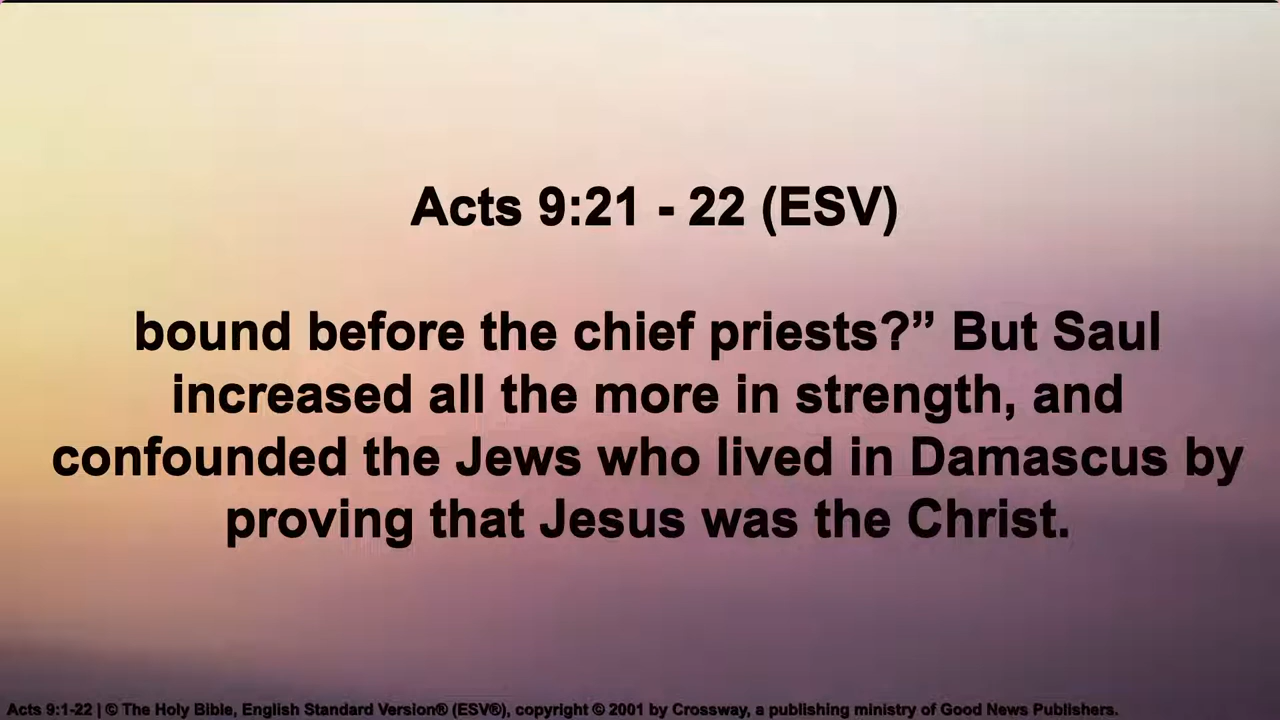 Acts 9:21 - 22 (ESV)
bound before the chief priests?” But Saul
increased all the more in strength, and
confounded the Jews who lived in Damascus by
proving that Jesus was the Christ.
Acts 9:1-22 | © The Holy Bible, English Standard Version® (ESV®), copyright © 2001 by Crossway, a publishing ministry of Good News Publishers.